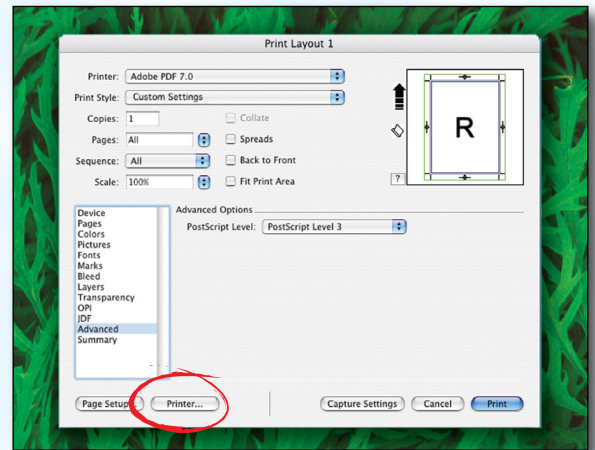 Print Layout 1
Printer: Adobe PDF 7.0
Print Style: Custom Settings
Copies: 1 Collate
Pages: All Spreads
Sequence: All Back to Front
Scale: 100% Fit Print Area
R
?
Device
Pages
Colors
Pictures
Fonts
Marks
Bleed
Layers
Transparency
OPI
JDF
Advanced
Summary
Advanced Options
PostScript Level: PostScript Level 3
Page Setup... Printer... Capture Settings Cancel Print